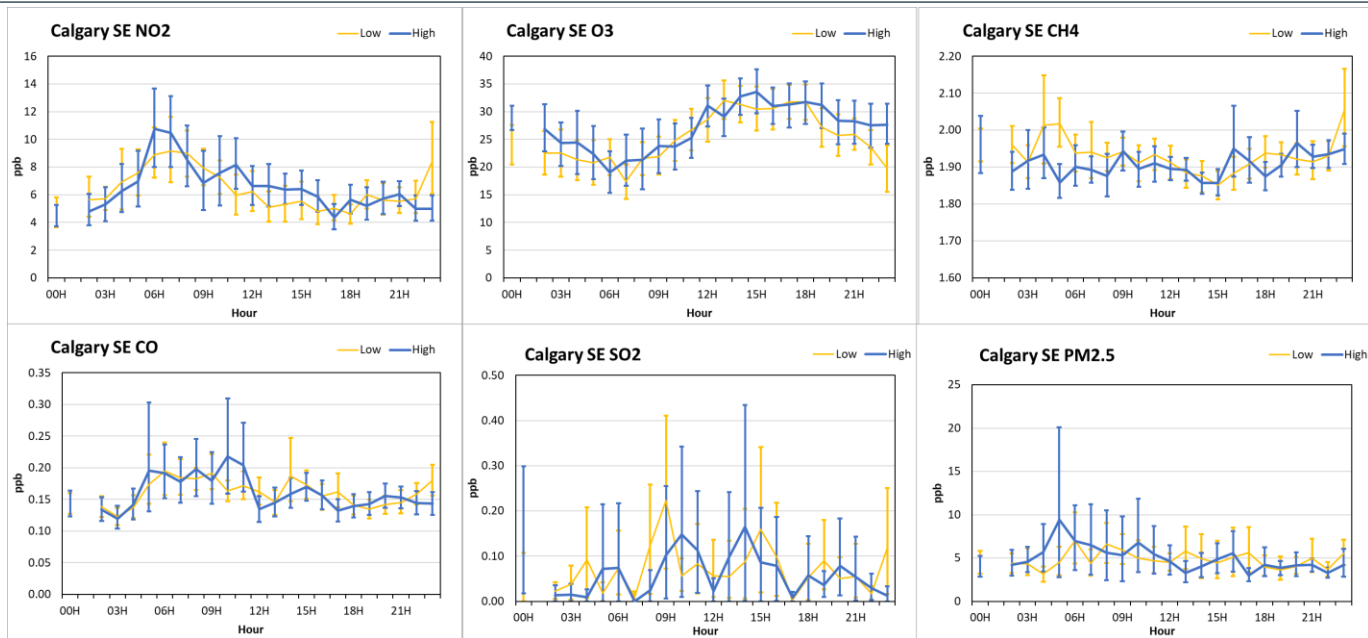 Calgary SE NO2
Low High
16
14
12
10
8
6
4
2
0
ppb
00H 03H 06H 09H 12H 15H 18H 21H
Hour
Calgary SE O3
Low High
40
35
30
25
20
15
10
5
0
ppb
00H 03H 06H 09H 12H 15H 18H 21H
Hour
Calgary SE CH4
Low High
2.20
2.10
2.00
1.90
1.80
1.70
1.60
ppb
00H 03H 06H 09H 12H 15H 18H 21H
Hour
Calgary SE CO
Low High
0.35
0.30
0.25
0.20
0.15
0.10
0.05
0.00
ppb
00H 03H 06H 09H 12H 15H 18H 21H
Hour
Calgary SE SO2
Low High
0.50
0.40
0.30
0.20
0.10
0.00
ppb
00H 03H 06H 09H 12H 15H 18H 21H
Hour
Calgary SE PM2.5
Low High
25
20
15
10
5
0
ppb
00H 03H 06H 09H 12H 15H 18H 21H
Hour